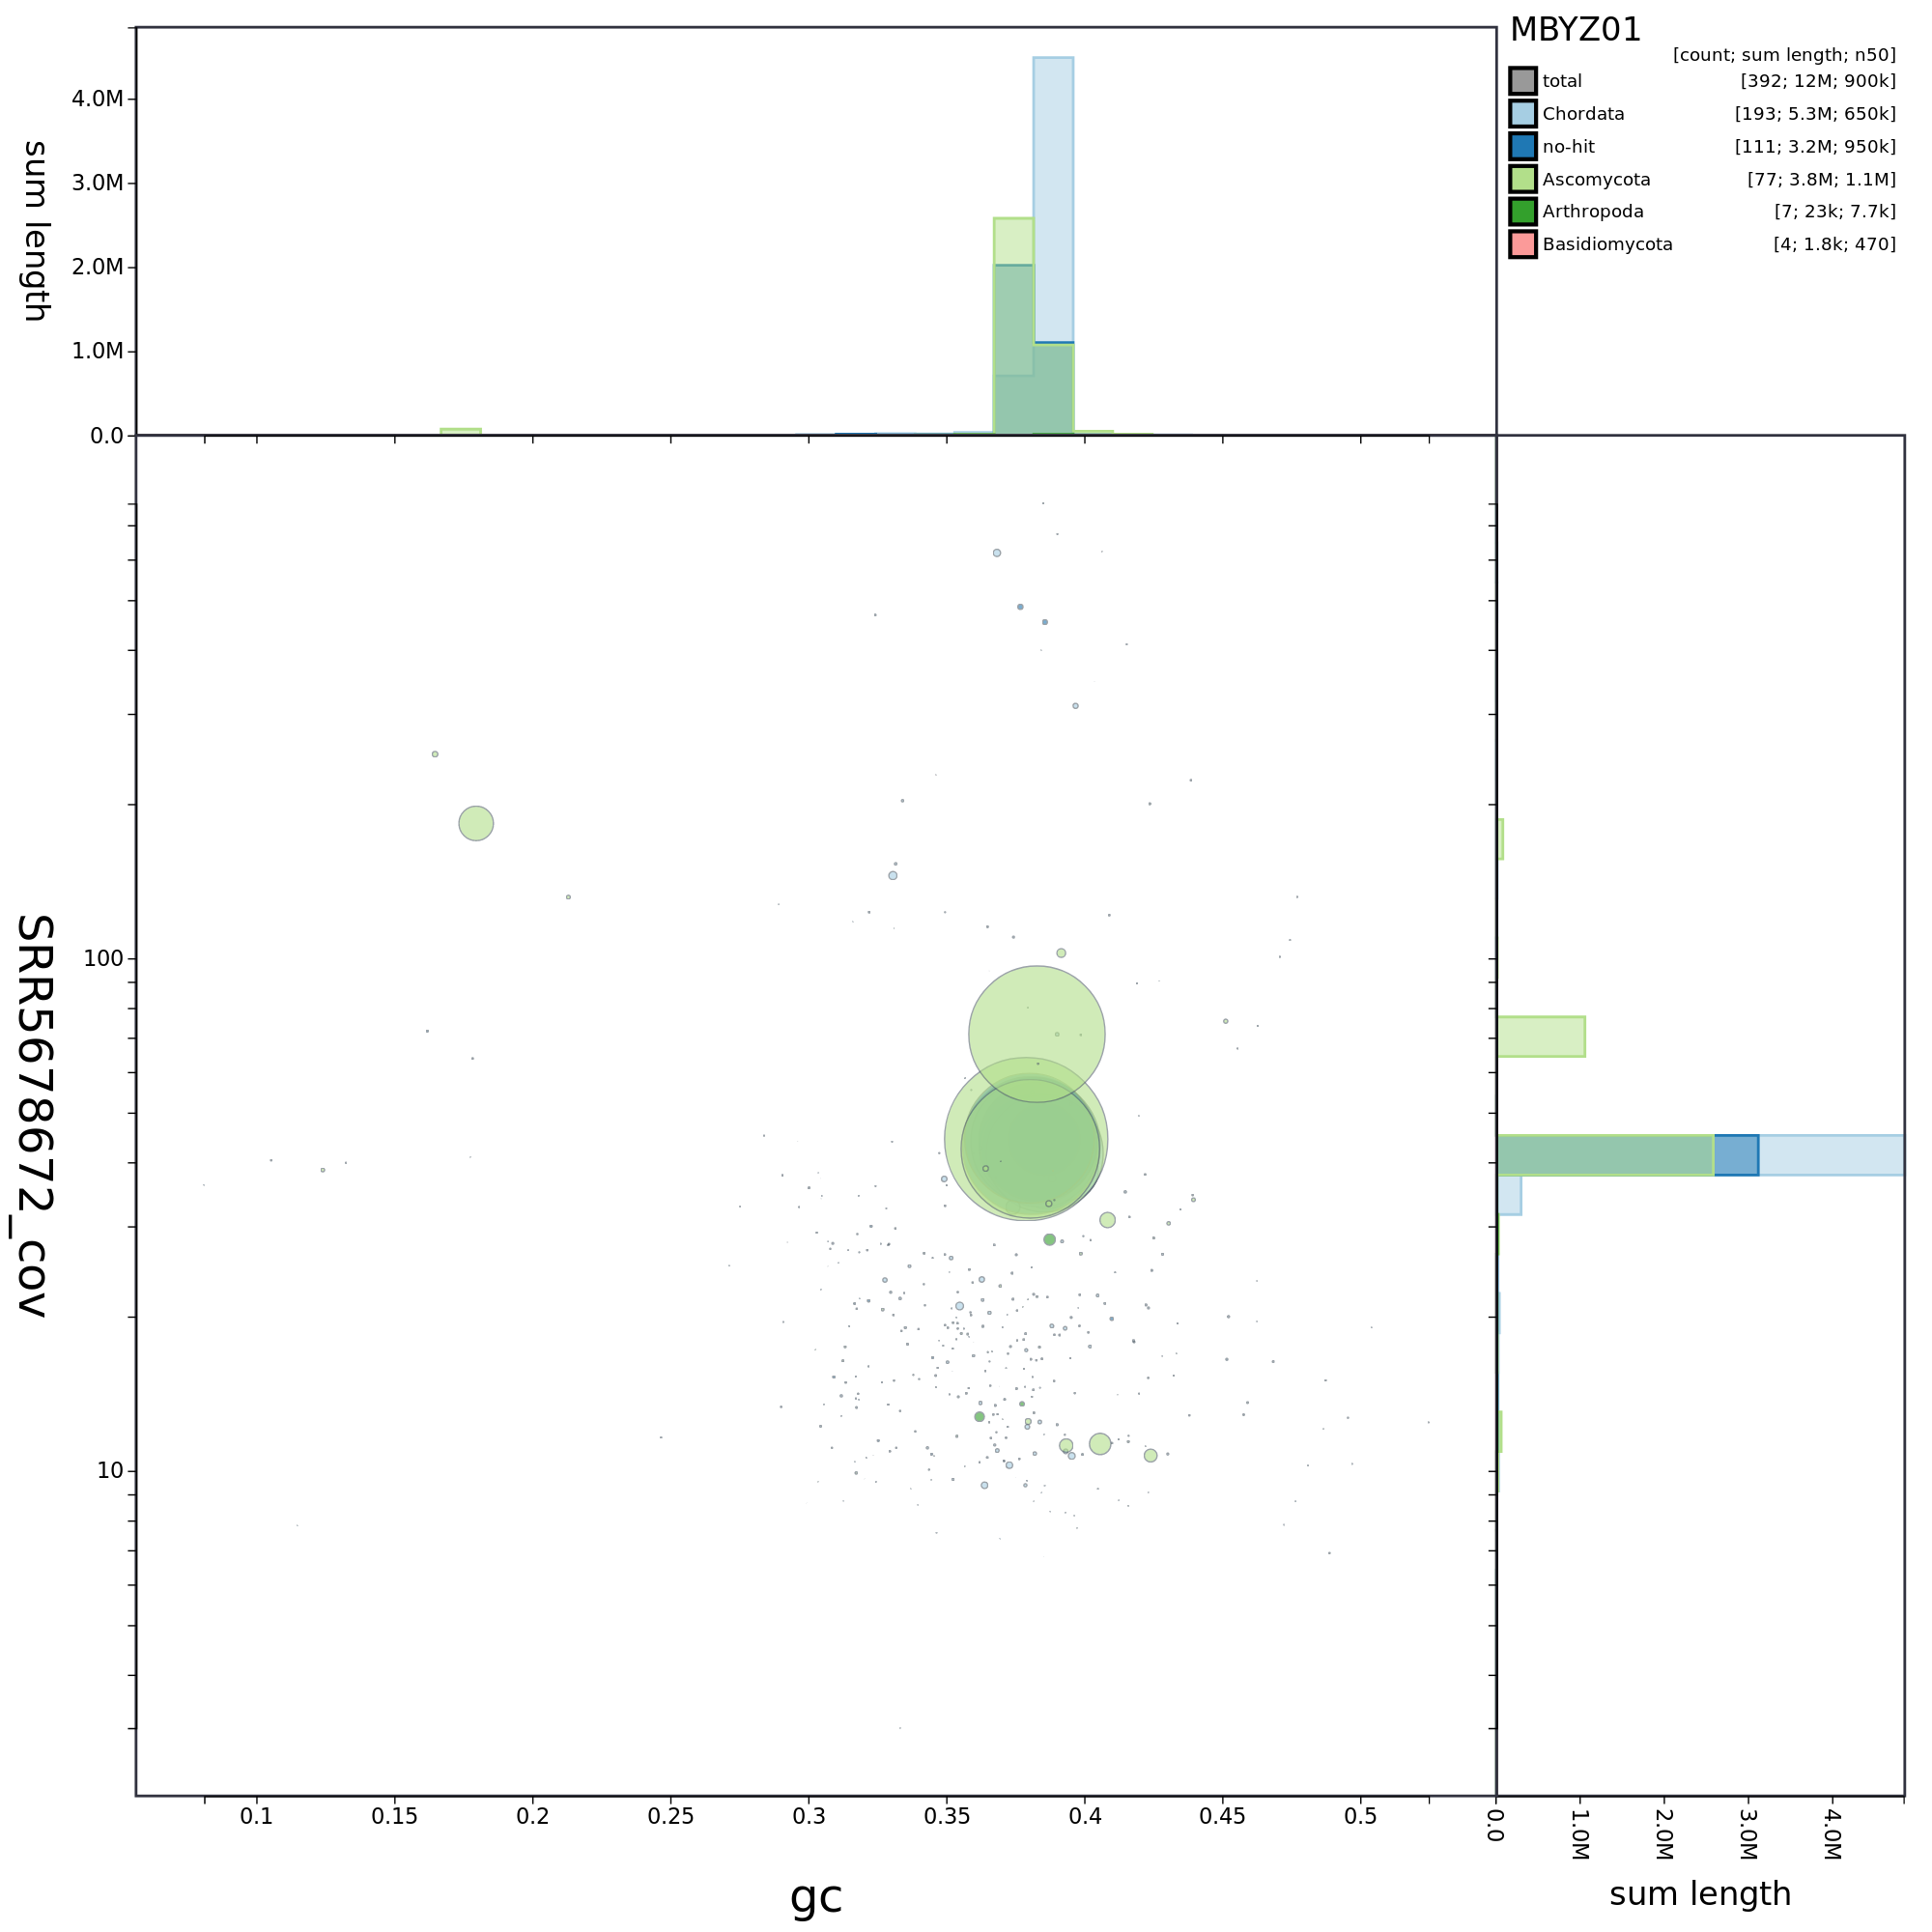 MBYZ01
[count; sum length; n50]
total [392; 12M; 900k]
Chordata [193; 5.3M; 650k]
no-hit [111; 3.2M; 950k]
Ascomycota [77; 3.8M; 1.1M]
Arthropoda [7; 23k; 7.7k]
Basidiomycota [4; 1.8k; 470]
sum length
4.0M
3.0M
2.0M
1.0M
0.0
SRR5678672_cov
100
10
0.1 0.15 0.2 0.25 0.3 0.35 0.4 0.45 0.5
gc
0.0 1.0M 2.0M 3.0M 4.0M
sum length